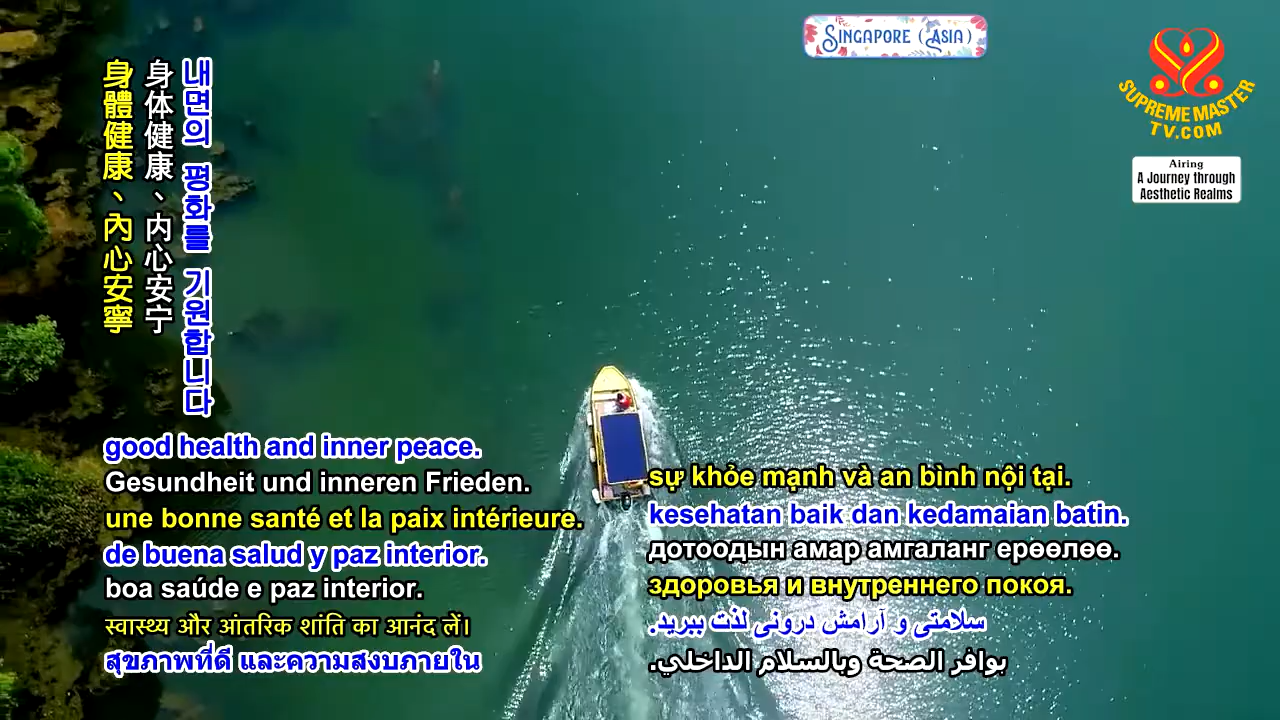 SINGAPORE (ASIA)
SUPREME MASTER
TV.COM
Airing
A Journey through
Aesthetic Realms
身體健康、內心安寧
身体健康、内心安宁
내면의 평화를 기원합니다
good health and inner peace.
Gesundheit und inneren Frieden.
une bonne santé et la paix intérieure.
de buena salud y paz interior.
boa saúde e paz interior.
स्वास्थ्य और आंतरिक शांति का आनंद लें।
สุขภาพที่ดี และความสงบภายใน
sự khỏe mạnh và an bình nội tại.
kesehatan baik dan kedamaian batin.
дотоодын амар амгаланг ерөөлөө.
здоровья и внутреннего покоя.
سلامتی و آرامش درونی لذت ببرید.
بوافر الصحة وبالسلام الداخلي.